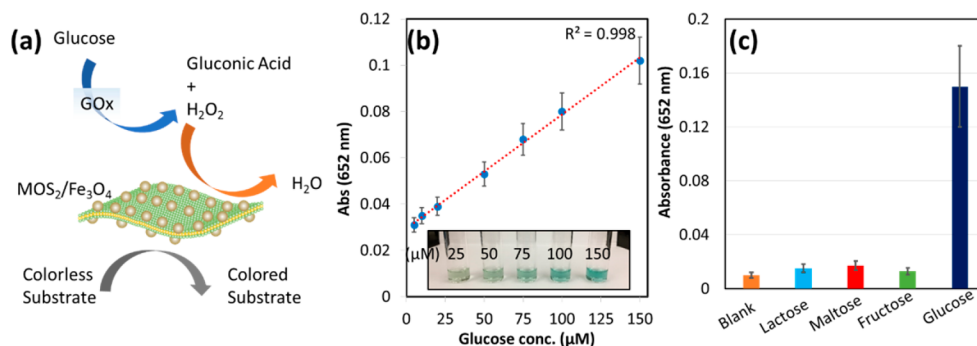 (a)
Glucose
GOx
Gluconic Acid
+
H₂O₂
H₂O
MOS₂/Fe₃O₄
Colorless
Substrate
Colored
Substrate
(b)
R² = 0.998
Abs (652 nm)
0.12
0.1
0.08
0.06
0.04
0.02
0
(μM) 25 50 75 100 150
0 25 50 75 100 125 150
Glucose conc. (μM)
(c)
Absorbance (652 nm)
0.2
0.16
0.12
0.08
0.04
0
Blank
Lactose
Maltose
Fructose
Glucose